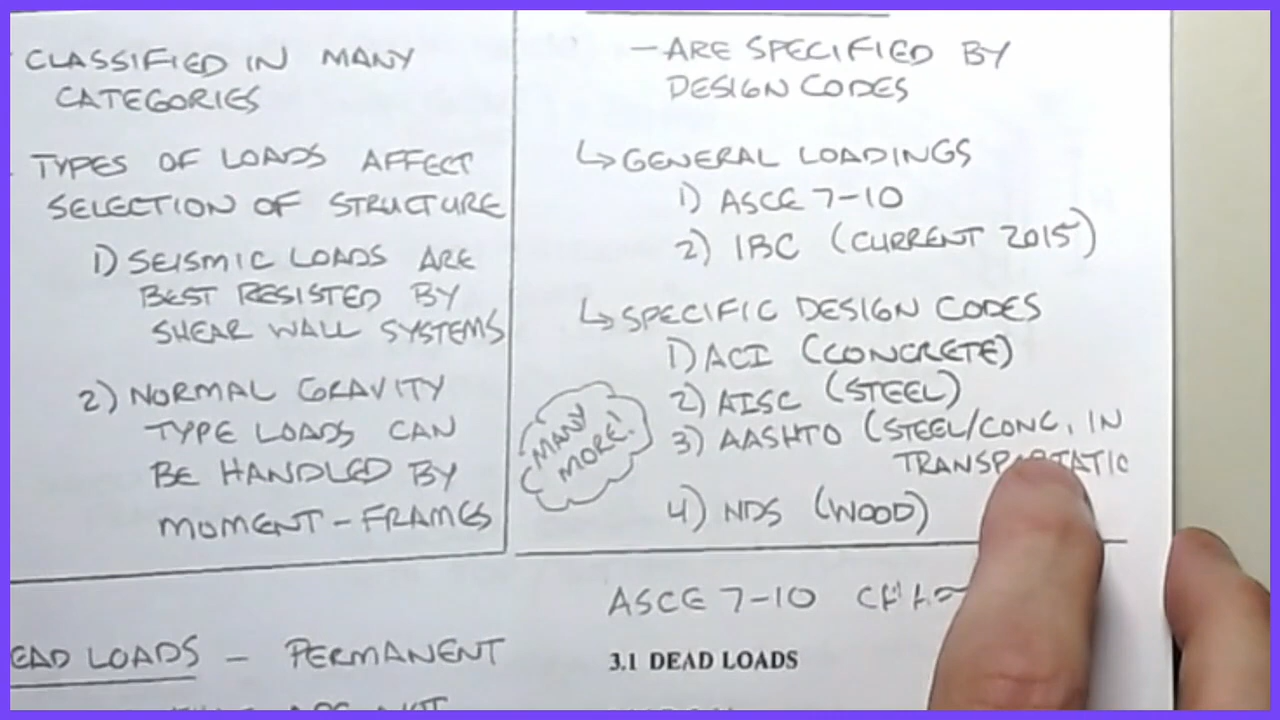 CLASSIFIED IN MANY
CATEGORIES
TYPES OF LOADS AFFECT
SELECTION OF STRUCTURE
1) SEISMIC LOADS ARE
BEST RESISTED BY
SHEAR WALL SYSTEMS
2) NORMAL GRAVITY
TYPE LOADS CAN
BE HANDLED BY
MOMENT-FRAMES
- ARE SPECIFIED BY
DESIGN CODES
↳ GENERAL LOADINGS
1) ASCE 7-10
2) IBC (CURRENT 2015)
↳ SPECIFIC DESIGN CODES
1) ACI (CONCRETE)
2) AISC (STEEL)
3) AASHTO (STEEL/CONC. IN
4) NDS (WOOD)
MANY
MORE!
EAD LOADS - PERMANENT
ASCE 7-10
3.1 DEAD LOADS